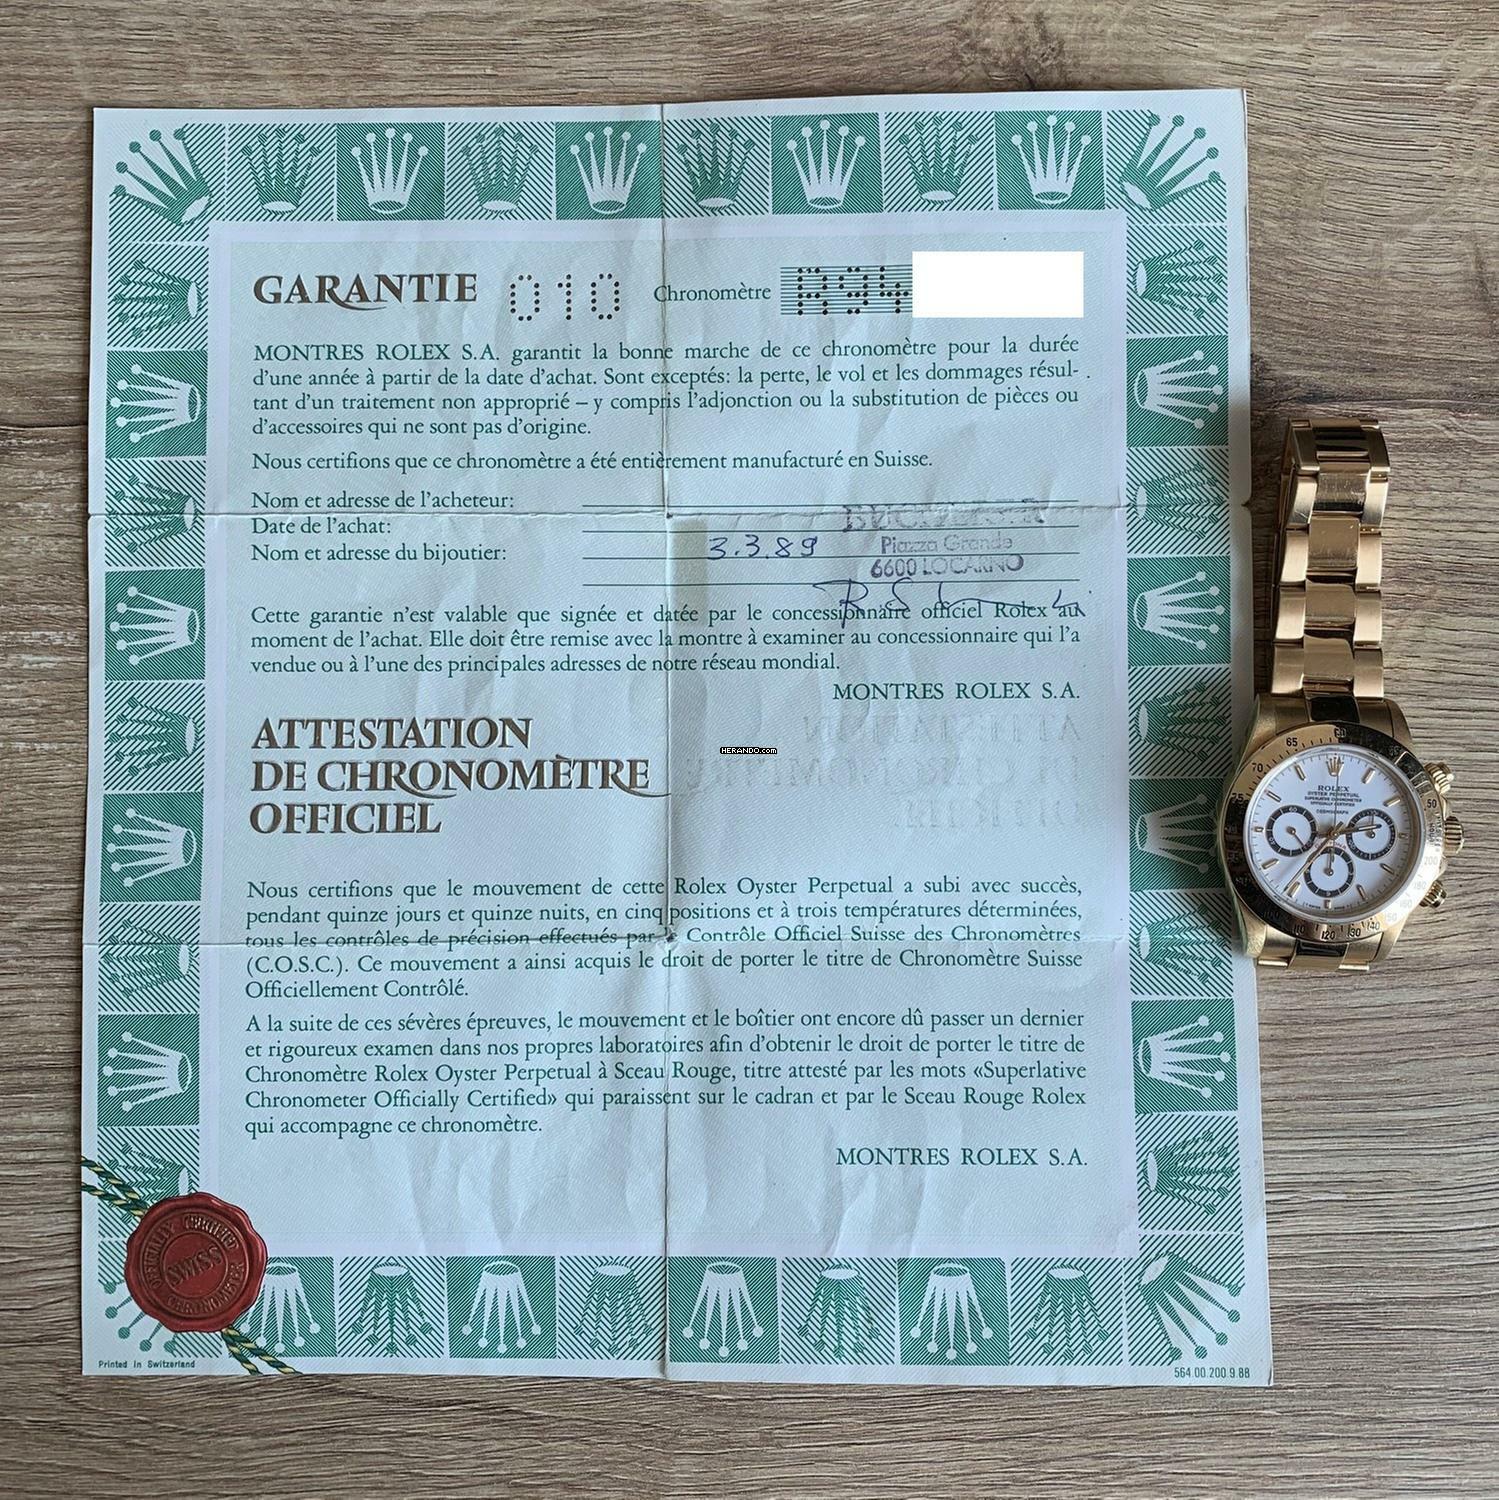 GARANTIE 010 Chronomètre R94
MONTRES ROLEX S.A. garantit la bonne marche de ce chronomètre pour la durée
d'une année à partir de la date d'achat. Sont exceptés: la perte, le vol et les dommages résul-
tant d'un traitement non approprié – y compris l'adjonction ou la substitution de pièces ou
d'accessoires qui ne sont pas d'origine.
Nous certifions que ce chronomètre a été entièrement manufacturé en Suisse.
Nom et adresse de l'acheteur:
Date de l'achat:
Nom et adresse du bijoutier:
3.3.89
BUCHERER
Piazza Grande
6600 LOCARNO
Cette garantie n'est valable que signée et datée par le concessionnaire officiel Rolex au
moment de l'achat. Elle doit être remise avec la montre à examiner au concessionnaire qui l'a
vendue ou à l'une des principales adresses de notre réseau mondial.
MONTRES ROLEX S.A.
ATTESTATION
DE CHRONOMÈTRE
OFFICIEL
HERANDO.com
Nous certifions que le mouvement de cette Rolex Oyster Perpetual a subi avec succès,
pendant quinze jours et quinze nuits, en cinq positions et à trois températures déterminées,
tous les contrôles de précision effectués par le Contrôle Officiel Suisse des Chronomètres
(C.O.S.C.). Ce mouvement a ainsi acquis le droit de porter le titre de Chronomètre Suisse
Officiellement Contrôlé.
A la suite de ces sévères épreuves, le mouvement et le boîtier ont encore dû passer un dernier
et rigoureux examen dans nos propres laboratoires afin d'obtenir le droit de porter le titre de
Chronomètre Rolex Oyster Perpetual à Sceau Rouge, titre attesté par les mots «Superlative
Chronometer Officially Certified» qui paraissent sur le cadran et par le Sceau Rouge Rolex
qui accompagne ce chronomètre.
MONTRES ROLEX S.A.
OFFICIALLY CERTIFIED
SWISS
CHRONOMETER
Printed in Switzerland
564.00.200.9.88
ROLEX
OYSTER PERPETUAL
SUPERLATIVE CHRONOMETER
OFFICIALLY CERTIFIED
COSMOGRAPH